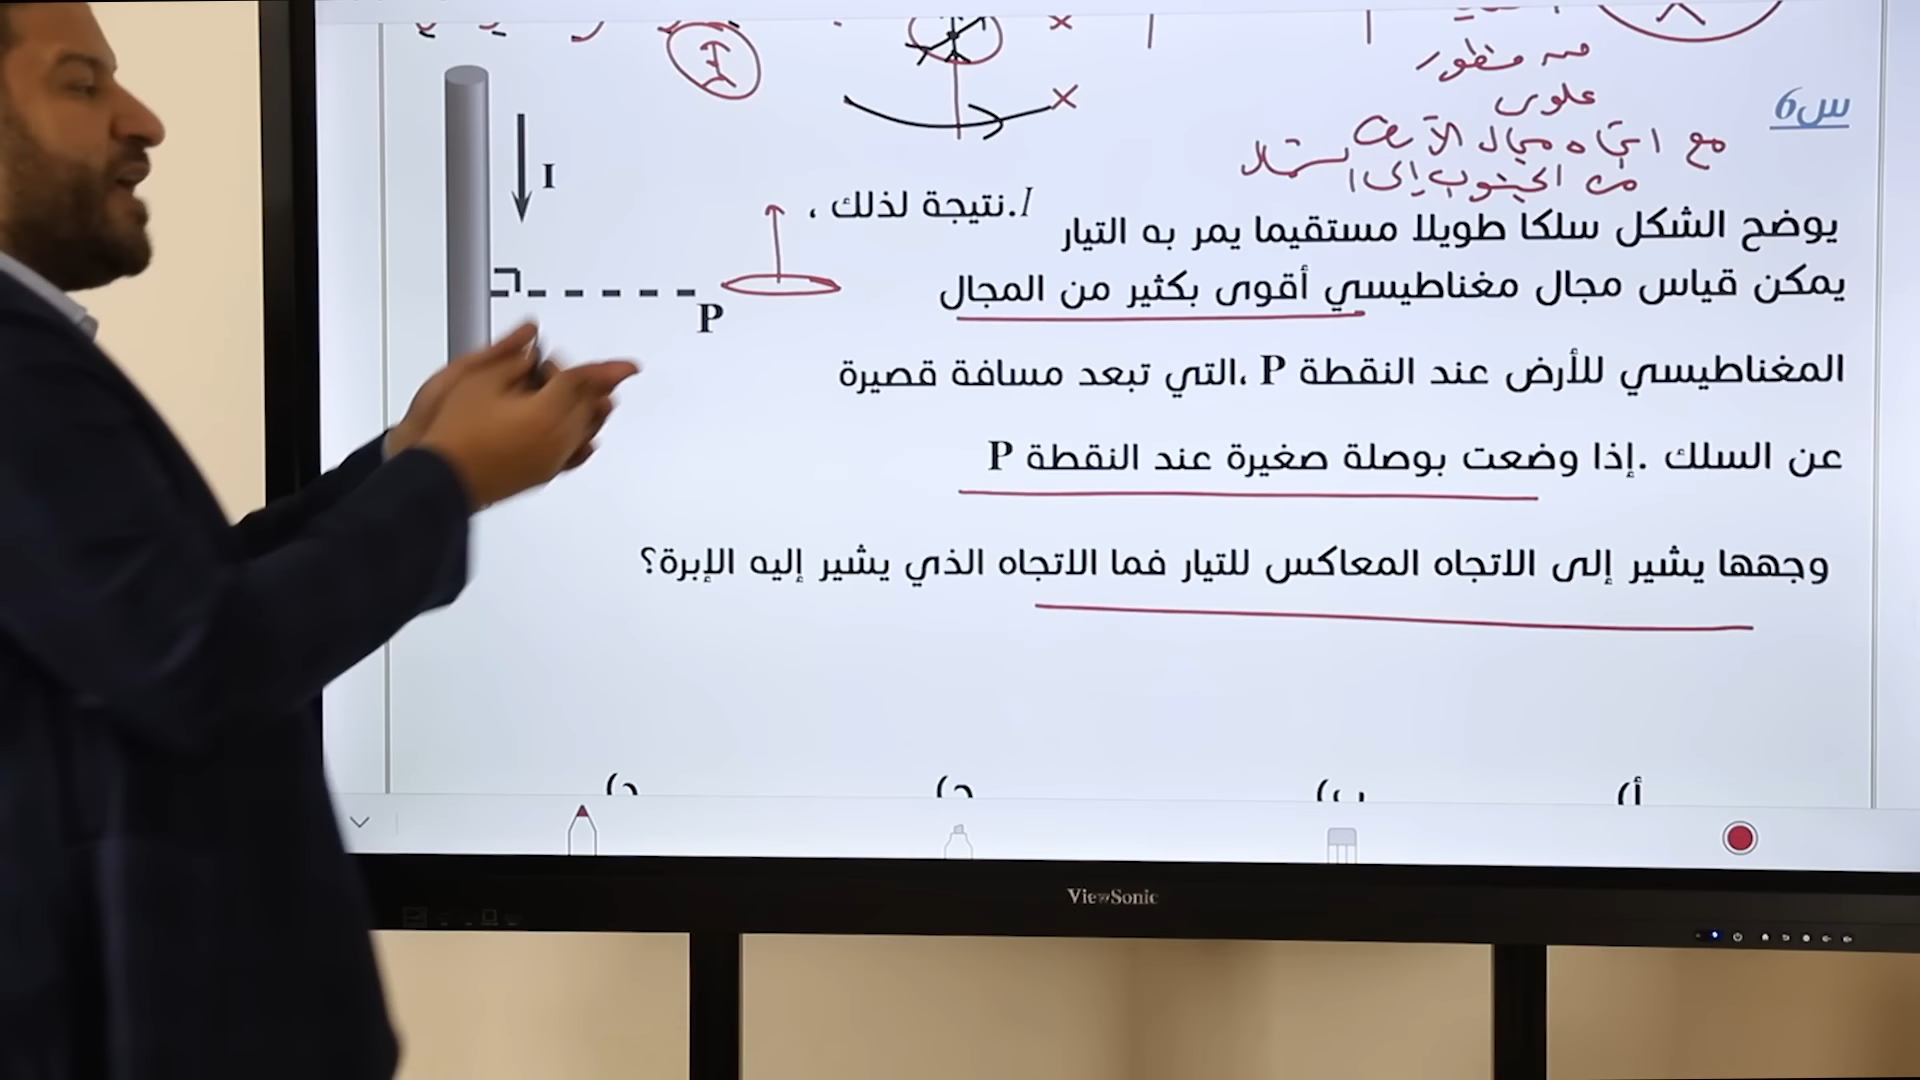 من منظور
علوى
مع اتجاه مجال الأرض
من الجنوب إلى الشمال
س6
I
P
يوضح الشكل سلكا طويلا مستقيما يمر به التيار I.نتيجة لذلك ،
يمكن قياس مجال مغناطيسي أقوى بكثير من المجال
المغناطيسي للأرض عند النقطة P ،التي تبعد مسافة قصيرة
عن السلك .إذا وضعت بوصلة صغيرة عند النقطة P
وجهها يشير إلى الاتجاه المعاكس للتيار فما الاتجاه الذي يشير إليه الإبرة؟
أ)
ViewSonic